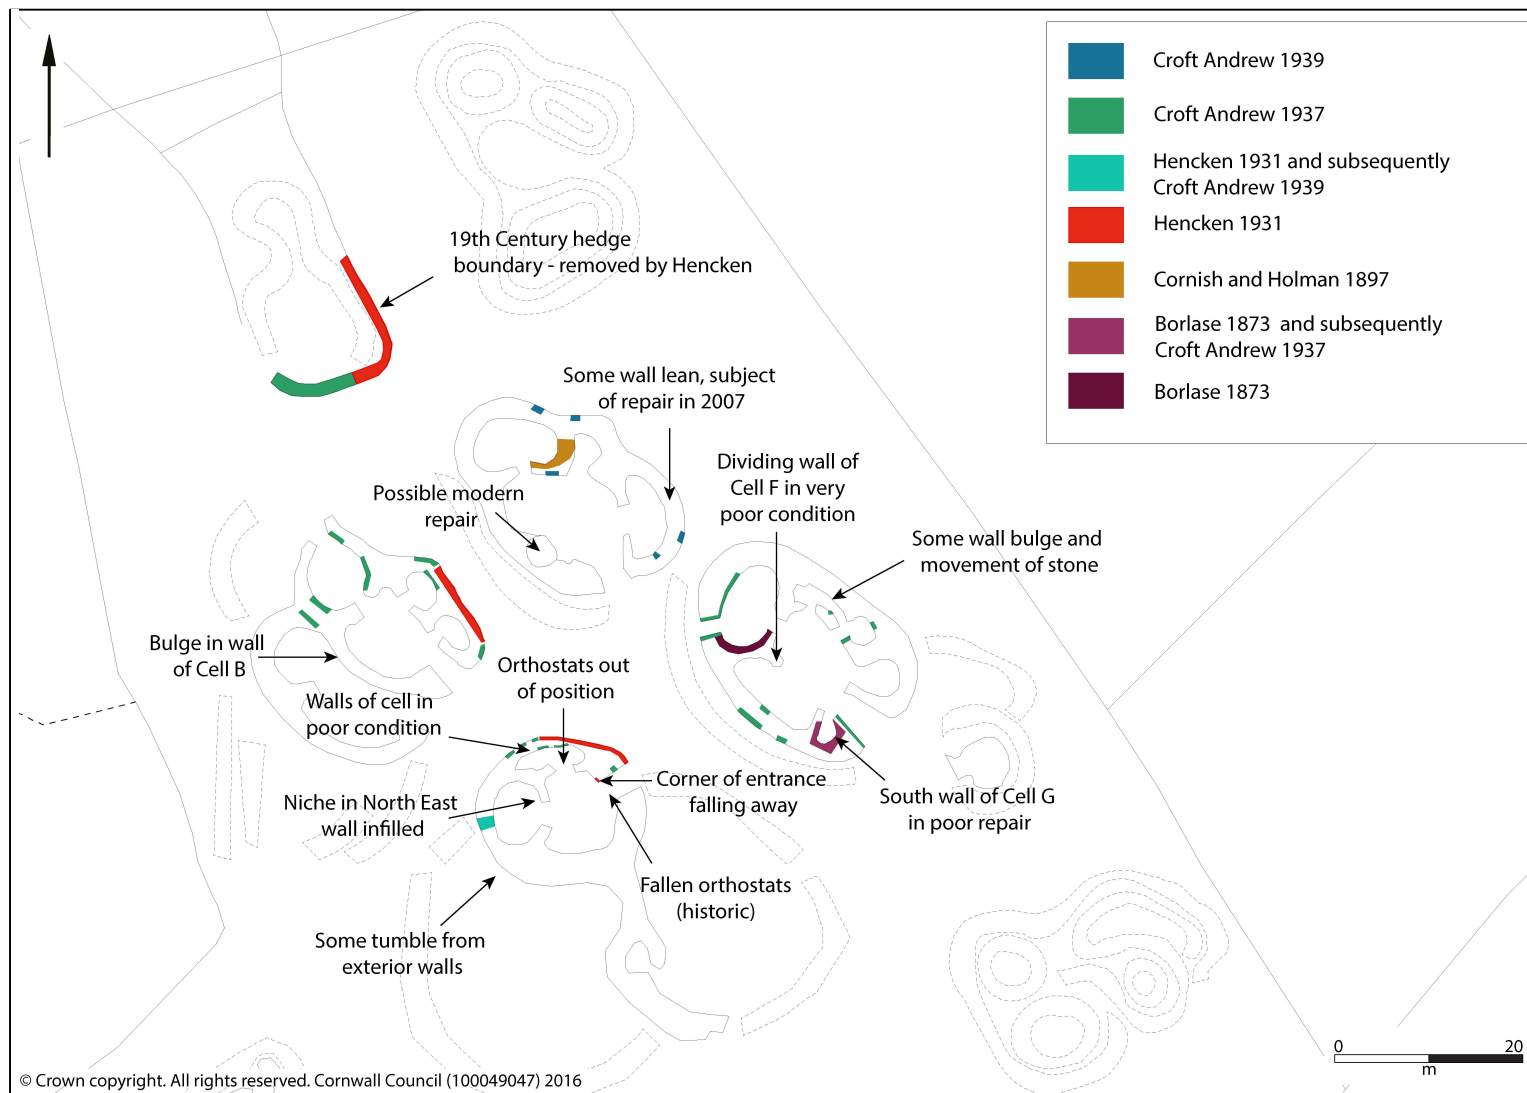 Croft Andrew 1939
Croft Andrew 1937
Hencken 1931 and subsequently
Croft Andrew 1939
Hencken 1931
Cornish and Holman 1897
Borlase 1873 and subsequently
Croft Andrew 1937
Borlase 1873
19th Century hedge
boundary - removed by Hencken
Some wall lean, subject
of repair in 2007
Dividing wall of
Cell F in very
poor condition
Possible modern
repair
Some wall bulge and
movement of stone
Bulge in wall
of Cell B
Orthostats out
of position
Walls of cell in
poor condition
Corner of entrance
falling away
Niche in North East
wall infilled
South wall of Cell G
in poor repair
Fallen orthostats
(historic)
Some tumble from
exterior walls
0 20
m
© Crown copyright. All rights reserved. Cornwall Council (100049047) 2016